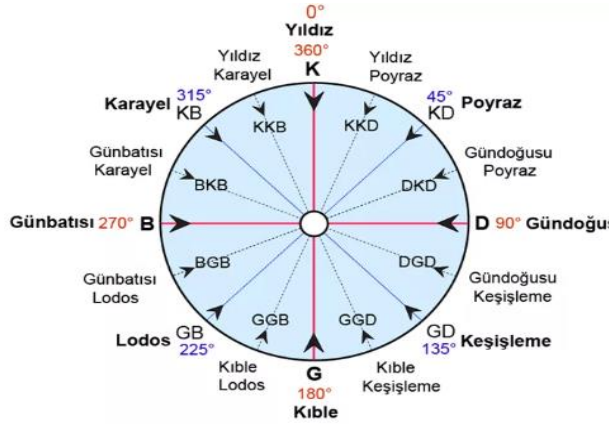 0°
Yıldız
360°
K
Yıldız
Karayel
Yıldız
Poyraz
Karayel 315°
KB
45°
KD Poyraz
KKB
KKD
Günbatısı
Karayel
BKB
DKD
Gündoğusu
Poyraz
Günbatısı 270° B
D 90° Gündoğus
Günbatısı
Lodos
BGB
DGD
Gündoğusu
Keşişleme
Lodos GB
225°
GGB
GGD
GD Keşişleme
135°
Kıble
Lodos
Kıble
Keşişleme
G
180°
Kıble